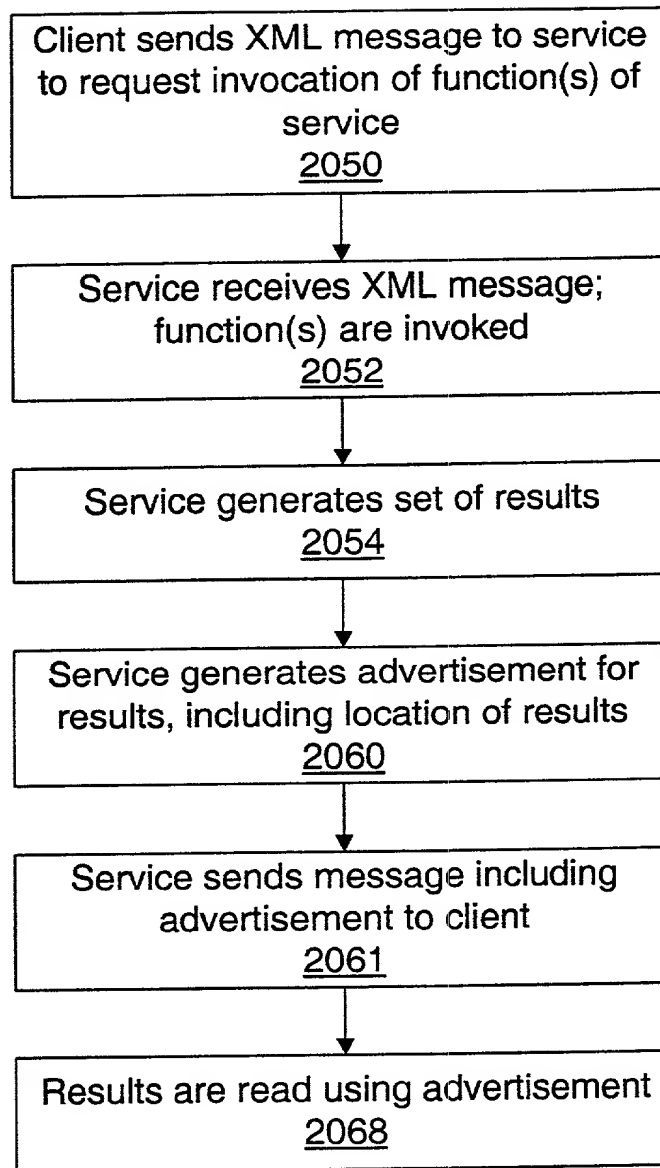 Client sends XML message to service
to request invocation of function(s) of
service
2050
Service receives XML message;
function(s) are invoked
2052
Service generates set of results
2054
Service generates advertisement for
results, including location of results
2060
Service sends message including
advertisement to client
2061
Results are read using advertisement
2068